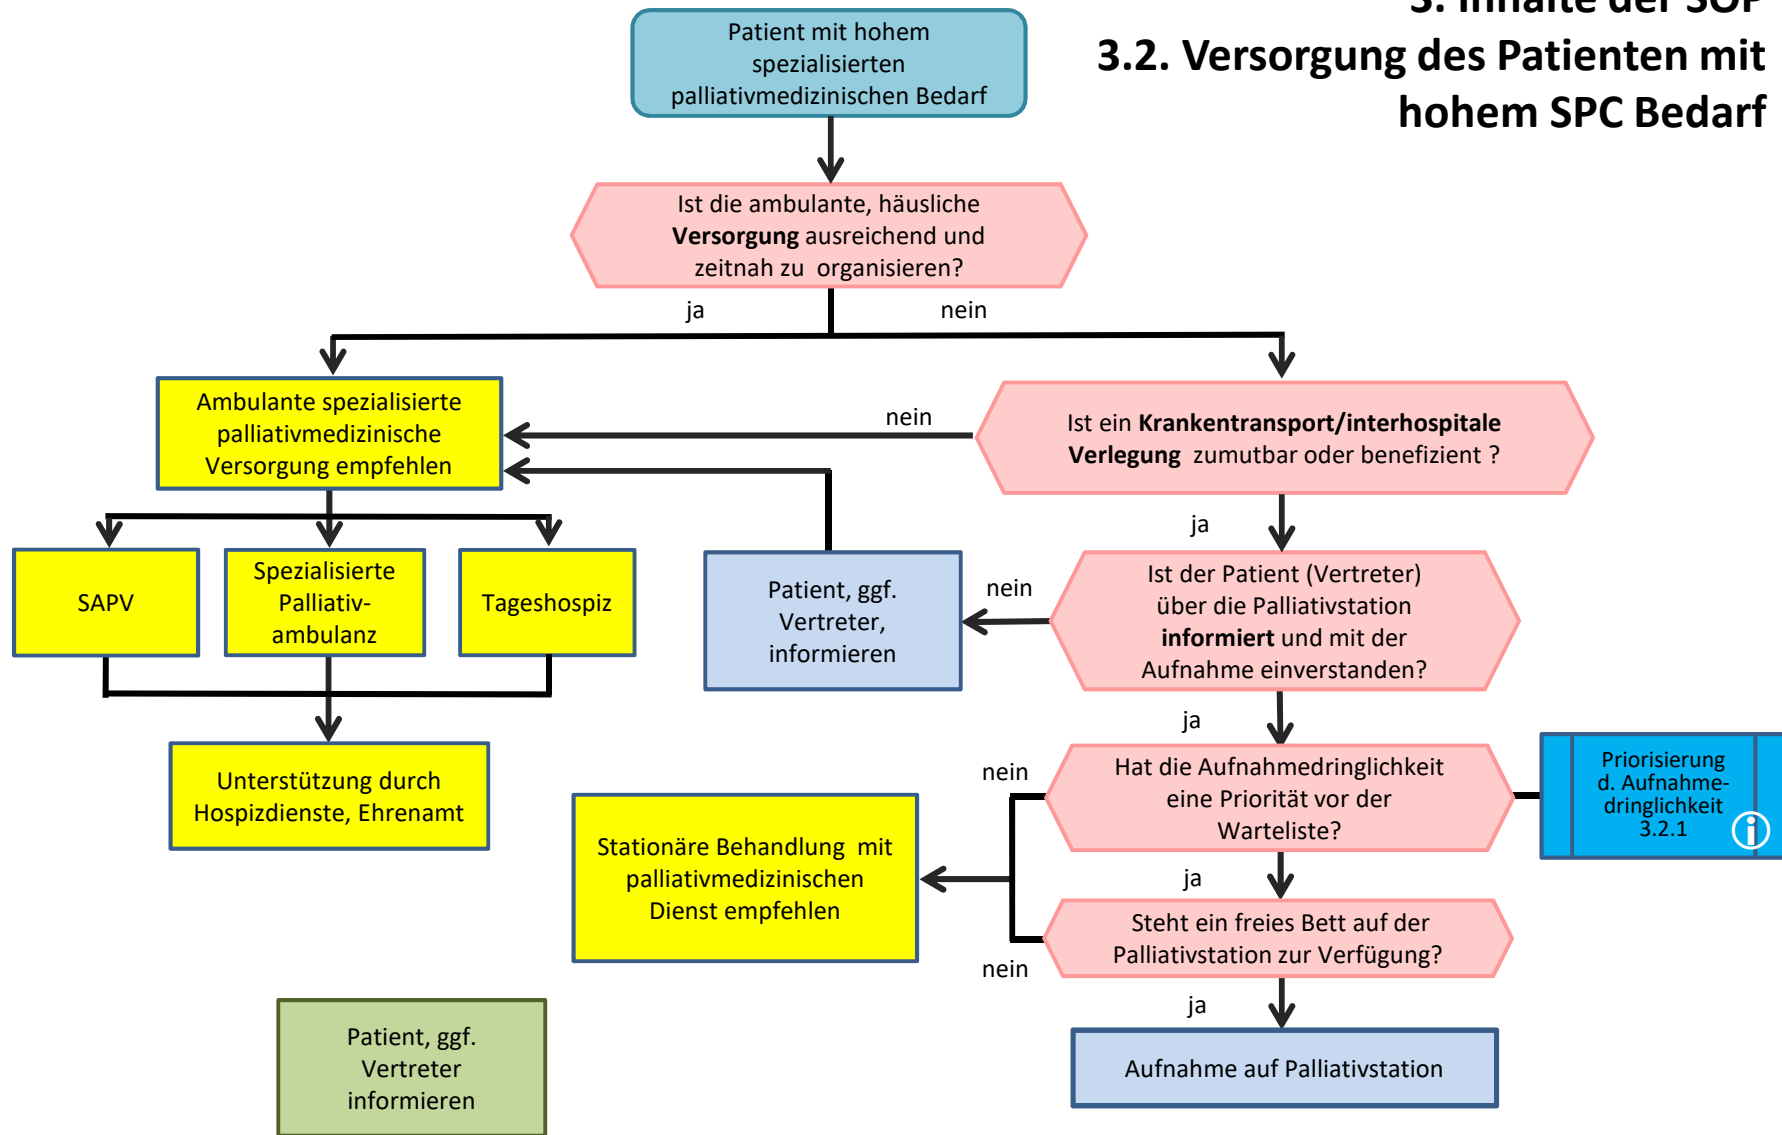 3. Inhalte der SOP
3.2. Versorgung des Patienten mit
hohem SPC Bedarf
Patient mit hohem
spezialisierten
palliativmedizinischen Bedarf
Ist die ambulante, häusliche
Versorgung ausreichend und
zeitnah zu organisieren?
ja
nein
Ambulante spezialisierte
palliativmedizinische
Versorgung empfehlen
nein
Ist ein Krankentransport/interhospitale
Verlegung zumutbar oder benefizient ?
ja
SAPV
Spezialisierte
Palliativ-
ambulanz
Tageshospiz
Patient, ggf.
Vertreter,
informieren
nein
Ist der Patient (Vertreter)
über die Palliativstation
informiert und mit der
Aufnahme einverstanden?
ja
Unterstützung durch
Hospizdienste, Ehrenamt
nein
Hat die Aufnahmedringlichkeit
eine Priorität vor der
Warteliste?
Priorisierung
d. Aufnahme-
dringlichkeit
3.2.1
i
Stationäre Behandlung mit
palliativmedizinischen
Dienst empfehlen
ja
Steht ein freies Bett auf der
Palliativstation zur Verfügung?
nein
ja
Patient, ggf.
Vertreter
informieren
Aufnahme auf Palliativstation